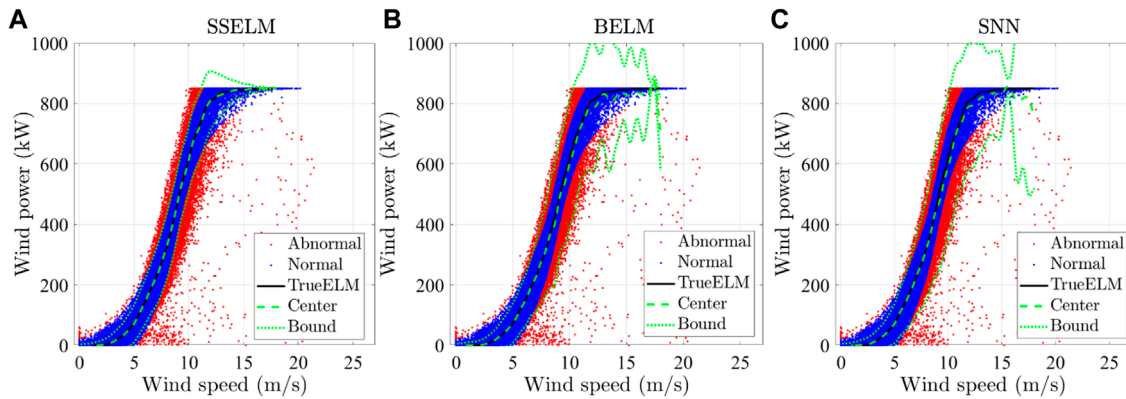 A
SSELM
1000
800
600
400
200
0
Wind power (kW)
0 5 10 15 20 25
Wind speed (m/s)
Abnormal
Normal
TrueELM
Center
Bound
B
BELM
1000
800
600
400
200
0
Wind power (kW)
0 5 10 15 20 25
Wind speed (m/s)
Abnormal
Normal
TrueELM
Center
Bound
C
SNN
1000
800
600
400
200
0
Wind power (kW)
0 5 10 15 20 25
Wind speed (m/s)
Abnormal
Normal
TrueELM
Center
Bound